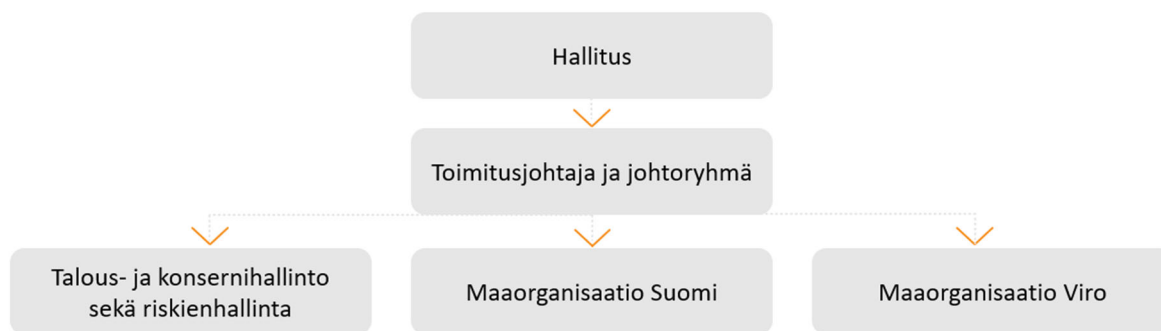 Hallitus
Toimitusjohtaja ja johtoryhmä
Talous- ja konsernihallinto
sekä riskienhallinta
Maaorganisaatio Suomi
Maaorganisaatio Viro